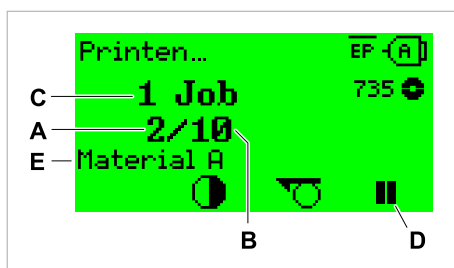 Printen... EP A
C 1 Job 735
A 2/10
E Material A
B D